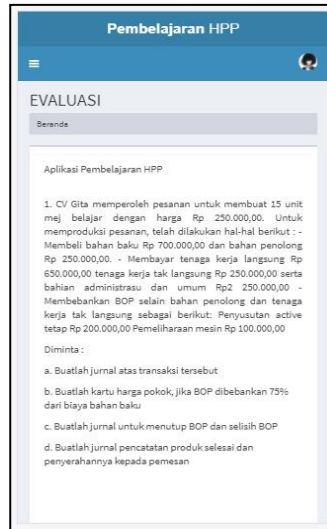 Pembelajaran HPP
EVALUASI
Beranda
Aplikasi Pembelajaran HPP
1. CV Gita memperoleh pesanan untuk membuat 15 unit
mej belajar dengan harga Rp 250.000,00. Untuk
memproduksi pesanan, telah dilakukan hal-hal berikut : -
Membeli bahan baku Rp 700.000,00 dan bahan penolong
Rp 250.000,00. - Membayar tenaga kerja langsung Rp
650.000,00 tenaga kerja tak langsung Rp 250.000,00 serta
bahian administrasu dan umum Rp2 250.000,00 -
Membebankan BOP selain bahan penolong dan tenaga
kerja tak langsung sebagai berikut: Penyusutan active
tetap Rp 200.000,00 Pemeliharaan mesin Rp 100.000,00
Diminta :
a. Buatlah jurnal atas transaksi tersebut
b. Buatlah kartu harga pokok, jika BOP dibebankan 75%
dari biaya bahan baku
c. Buatlah jurnal untuk menutup BOP dan selisih BOP
d. Buatlah jurnal pencatatan produk selesai dan
penyerahannya kepada pemesan